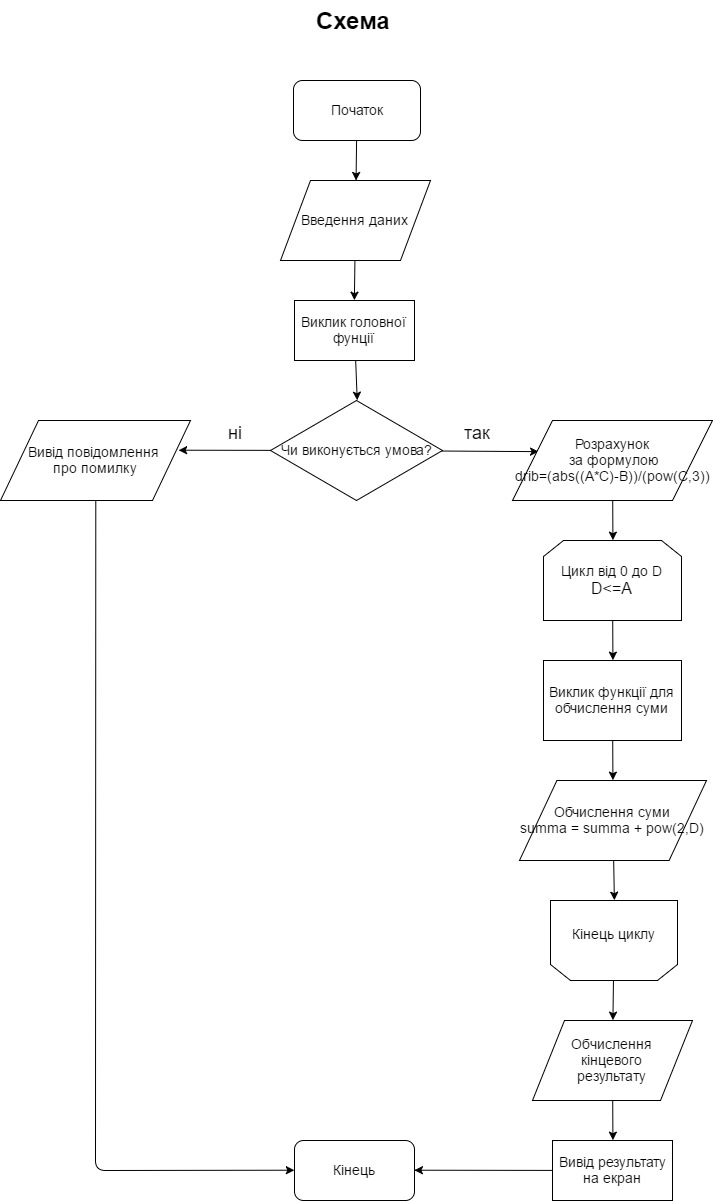 Схема
Початок
Введення даних
Виклик головної
фунції
Чи виконується умова?
ні
так
Вивід повідомлення
про помилку
Розрахунок
за формулою
drib=(abs((A*C)-B))/(pow(C,3))
Цикл від 0 до D
D<=A
Виклик функції для
обчислення суми
Обчислення суми
summa = summa + pow(2,D)
Кінець циклу
Обчислення
кінцевого
результату
Вивід результату
на екран
Кінець